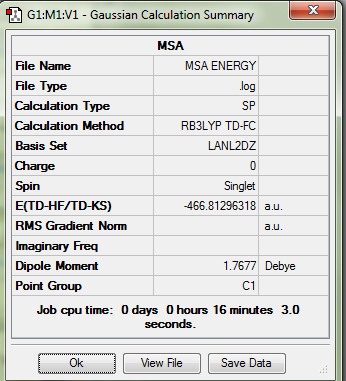 G1:M1:V1 - Gaussian Calculation Summary
MSA
File Name MSA ENERGY
File Type .log
Calculation Type SP
Calculation Method RB3LYP TD-FC
Basis Set LANL2DZ
Charge 0
Spin Singlet
E(TD-HF/TD-KS) -466.81296318 a.u.
RMS Gradient Norm a.u.
Imaginary Freq
Dipole Moment 1.7677 Debye
Point Group C1
Job cpu time: 0 days 0 hours 16 minutes 3.0
seconds.
Ok View File Save Data